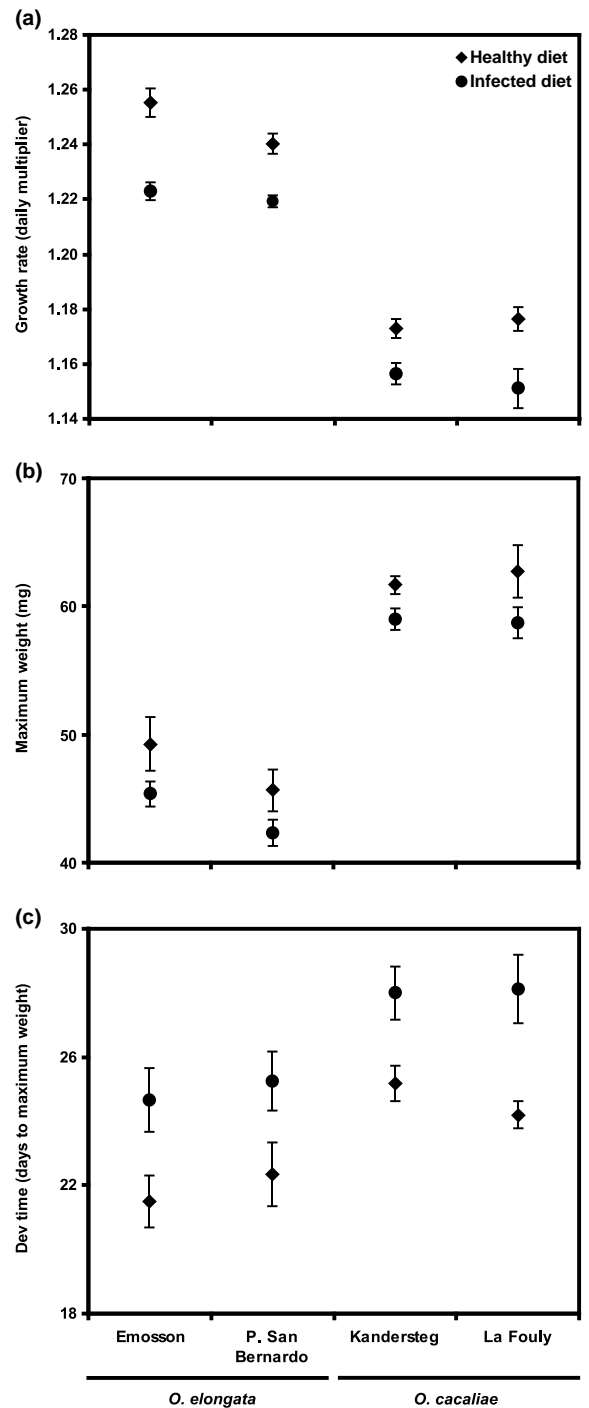 (a)
Growth rate (daily multiplier)
1.28
1.26
1.24
1.22
1.20
1.18
1.16
1.14
Healthy diet
Infected diet
(b)
Maximum weight (mg)
70
60
50
40
(c)
Dev time (days to maximum weight)
30
26
22
18
Emosson
P. San
Bernardo
Kandersteg
La Fouly
O. elongata
O. cacaliae